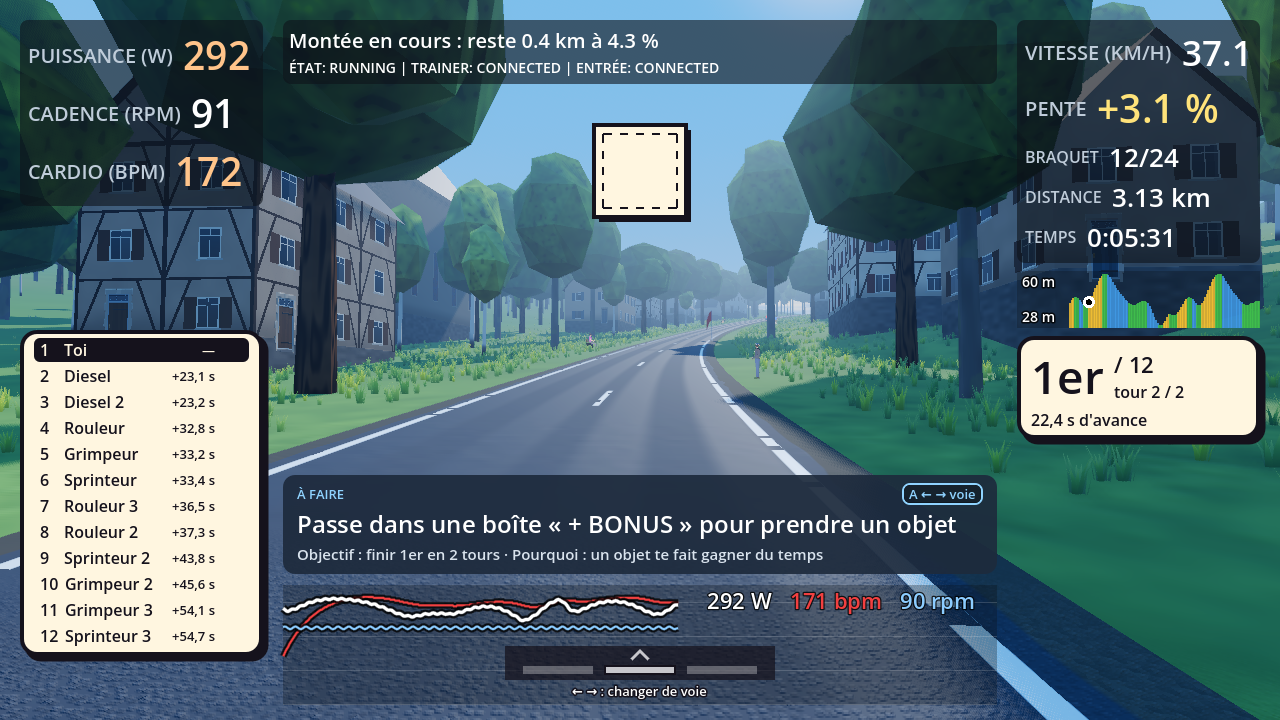 PUISSANCE (W) 292
CADENCE (RPM) 91
CARDIO (BPM) 172
Montée en cours : reste 0.4 km à 4.3 %
ÉTAT: RUNNING | TRAINER: CONNECTED | ENTRÉE: CONNECTED
VITESSE (KM/H) 37.1
PENTE +3.1 %
BRAQUET 12/24
DISTANCE 3.13 km
TEMPS 0:05:31
60 m
28 m
1er / 12
tour 2 / 2
22,4 s d'avance
1 Toi —
2 Diesel +23,1 s
3 Diesel 2 +23,2 s
4 Rouleur +32,8 s
5 Grimpeur +33,2 s
6 Sprinteur +33,4 s
7 Rouleur 3 +36,5 s
8 Rouleur 2 +37,3 s
9 Sprinteur 2 +43,8 s
10 Grimpeur 2 +45,6 s
11 Grimpeur 3 +54,1 s
12 Sprinteur 3 +54,7 s
À FAIRE
A ← → voie
Passe dans une boîte « + BONUS » pour prendre un objet
Objectif : finir 1er en 2 tours · Pourquoi : un objet te fait gagner du temps
292 W 171 bpm 90 rpm
← → : changer de voie